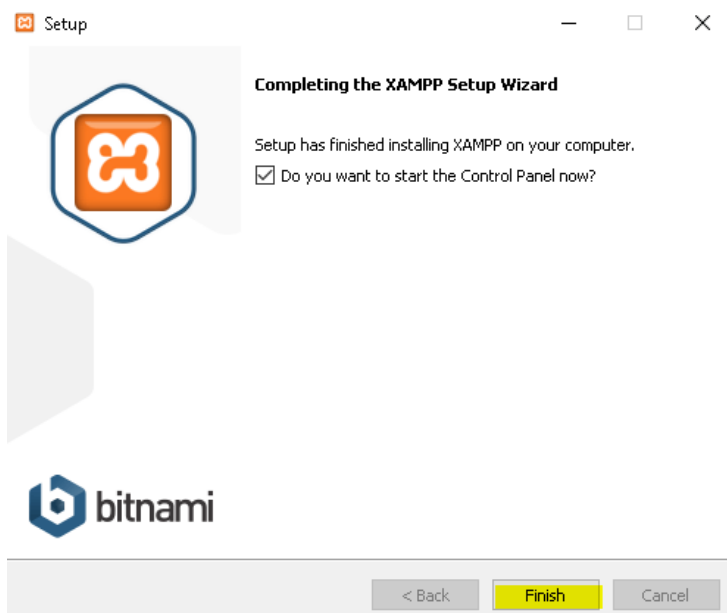 Setup
Completing the XAMPP Setup Wizard
Setup has finished installing XAMPP on your computer.
Do you want to start the Control Panel now?
bitnami
< Back
Finish
Cancel